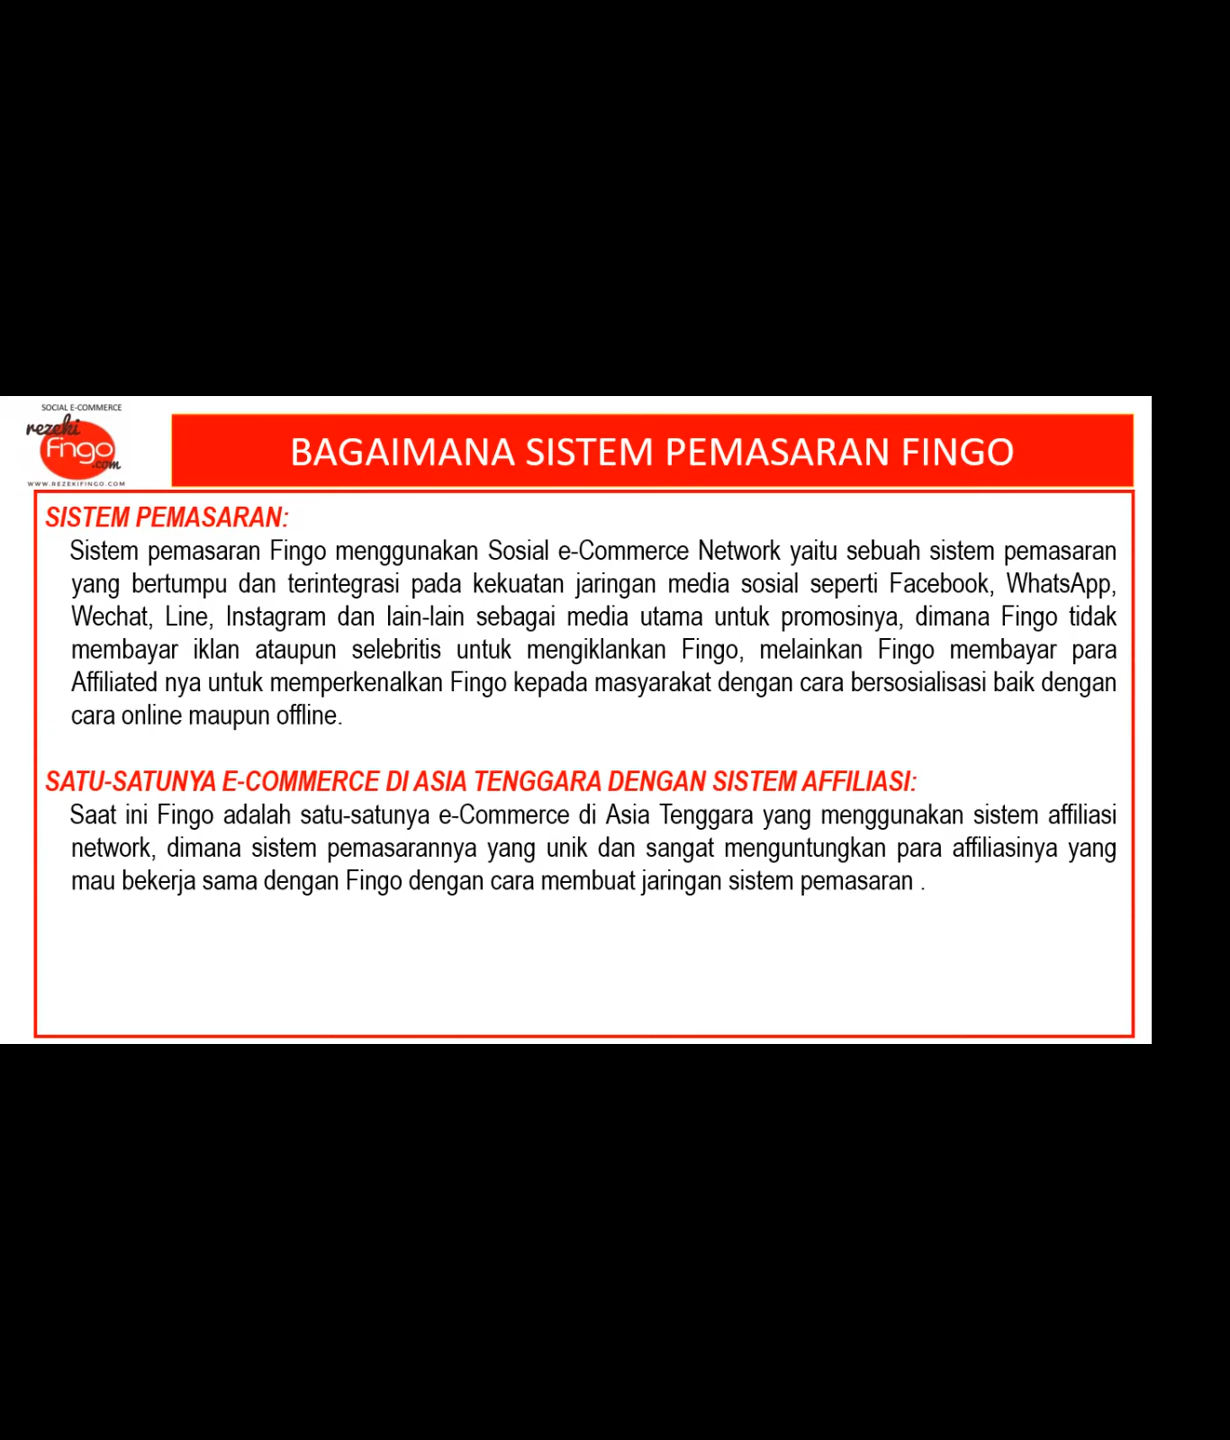 SOCIAL E-COMMERCE
rezeki
Fingo
.com
WWW.REZEKIFINGO.COM
BAGAIMANA SISTEM PEMASARAN FINGO
SISTEM PEMASARAN:
Sistem pemasaran Fingo menggunakan Sosial e-Commerce Network yaitu sebuah sistem pemasaran
yang bertumpu dan terintegrasi pada kekuatan jaringan media sosial seperti Facebook, WhatsApp,
Wechat, Line, Instagram dan lain-lain sebagai media utama untuk promosinya, dimana Fingo tidak
membayar iklan ataupun selebritis untuk mengiklankan Fingo, melainkan Fingo membayar para
Affiliated nya untuk memperkenalkan Fingo kepada masyarakat dengan cara bersosialisasi baik dengan
cara online maupun offline.
SATU-SATUNYA E-COMMERCE DI ASIA TENGGARA DENGAN SISTEM AFFILIASI:
Saat ini Fingo adalah satu-satunya e-Commerce di Asia Tenggara yang menggunakan sistem affiliasi
network, dimana sistem pemasarannya yang unik dan sangat menguntungkan para affiliasinya yang
mau bekerja sama dengan Fingo dengan cara membuat jaringan sistem pemasaran .